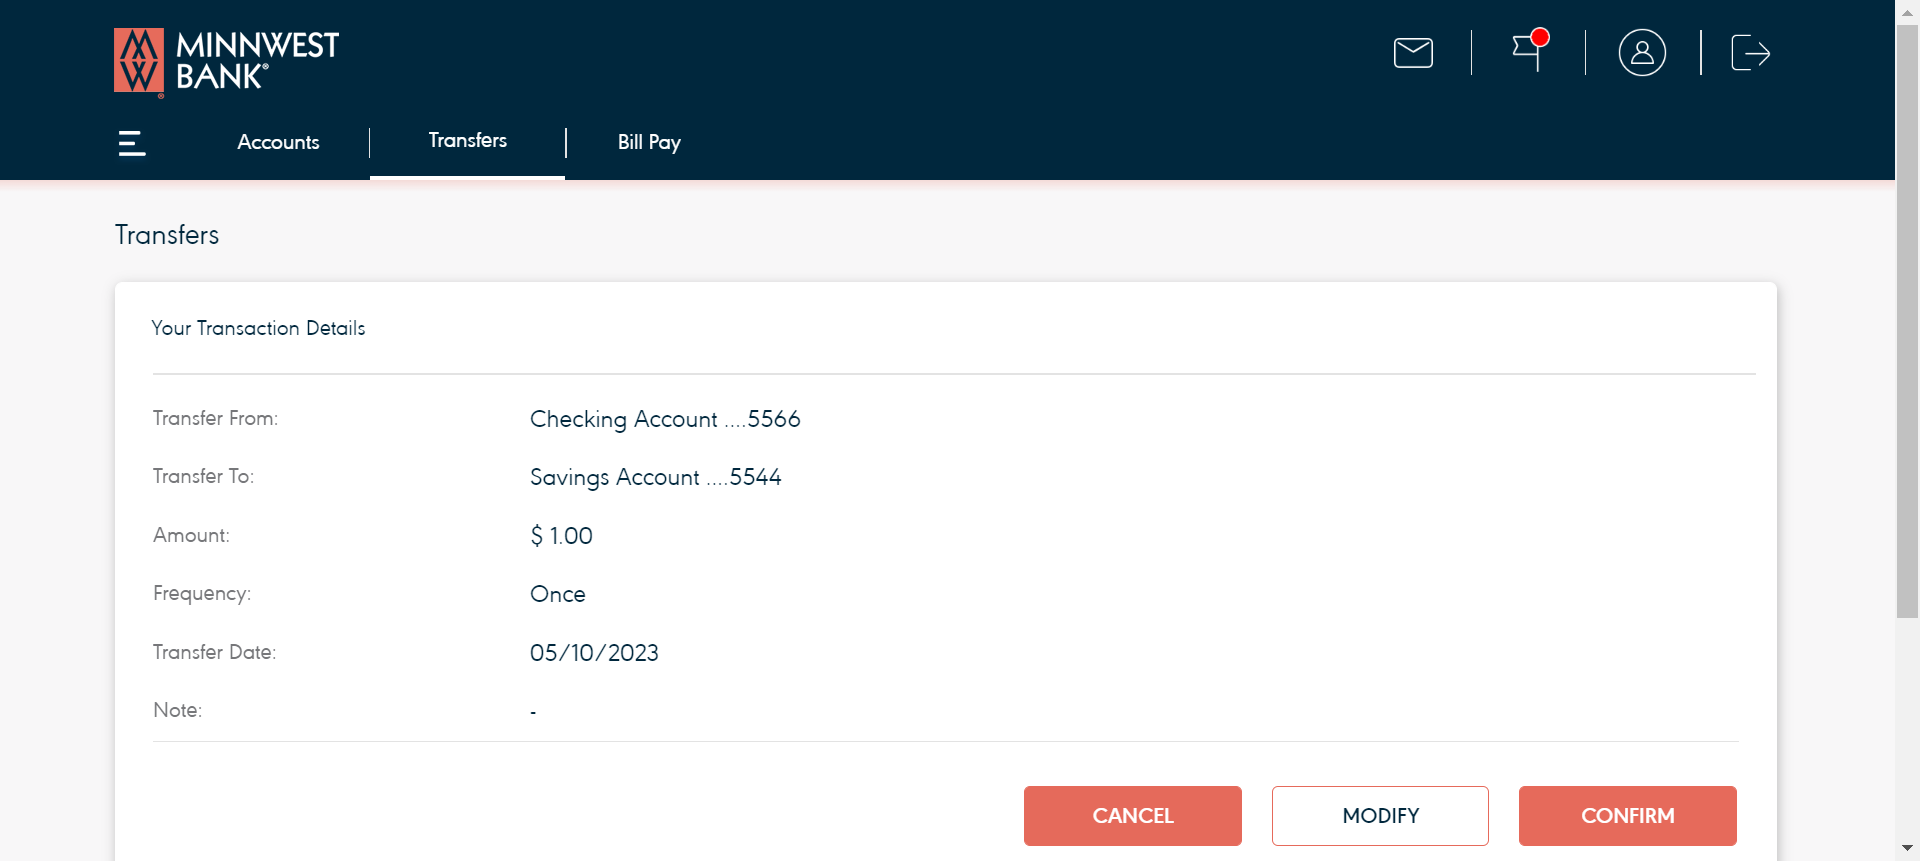 MINNWEST
BANK®
Accounts
Transfers
Bill Pay
Transfers
Your Transaction Details
Transfer From: Checking Account ....5566
Transfer To: Savings Account ....5544
Amount: $ 1.00
Frequency: Once
Transfer Date: 05/10/2023
Note: -
CANCEL
MODIFY
CONFIRM